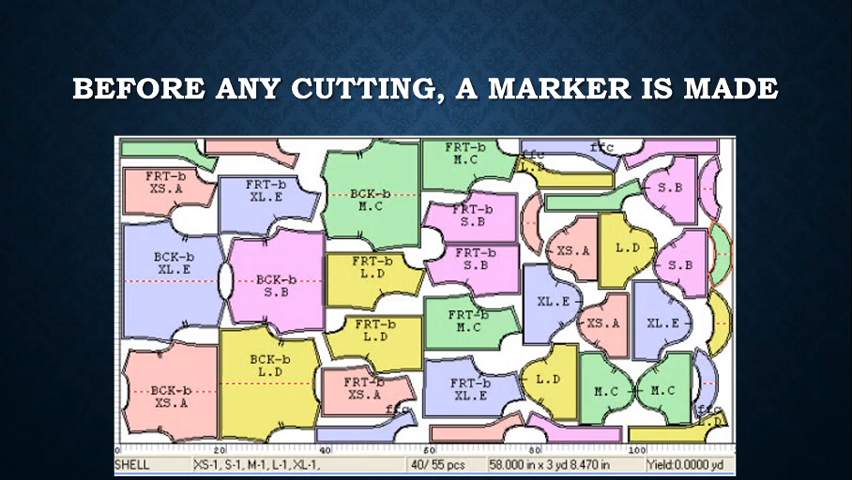 BEFORE ANY CUTTING, A MARKER IS MADE
FRT-b
M.C
ffc
L.D
ffc
FRT-b
XS.A
FRT-b
XL.E
BCK-b
M.C
S.B
FRT-b
S.B
BCK-b
XL.E
BCK-b
S.B
FRT-b
L.D
FRT-b
S.B
XS.A
L.D
S.B
FRT-b
L.D
FRT-b
M.C
XL.E
XS.A
XL.E
BCK-b
L.D
BCK-b
XS.A
FRT-b
XS.A
FRT-b
XL.E
L.D
M.C
M.C
ffc
ffc
L.D
0 20 40 60 80 100
SHELL XS-1, S-1, M-1, L-1, XL-1, 40/ 55 pcs 58.000 in x 3 yd 8.470 in Yield:0.0000 yd